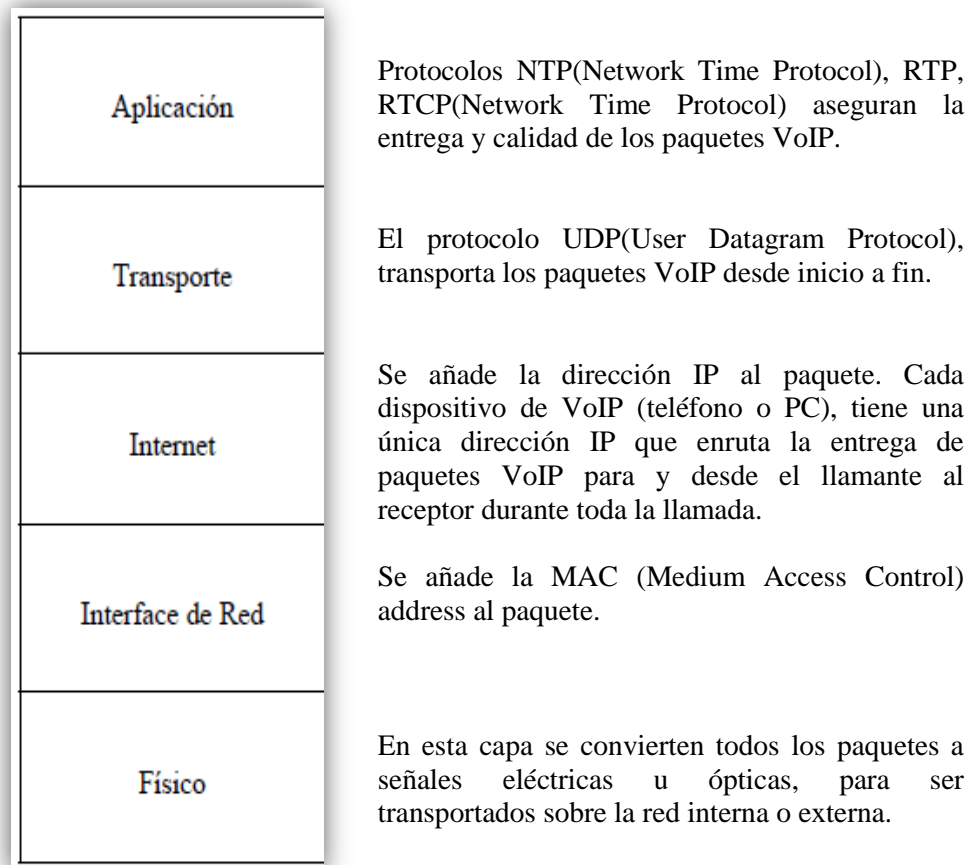 Aplicación
Protocolos NTP(Network Time Protocol), RTP,
RTCP(Network Time Protocol) aseguran la
entrega y calidad de los paquetes VoIP.
Transporte
El protocolo UDP(User Datagram Protocol),
transporta los paquetes VoIP desde inicio a fin.
Internet
Se añade la dirección IP al paquete. Cada
dispositivo de VoIP (teléfono o PC), tiene una
única dirección IP que enruta la entrega de
paquetes VoIP para y desde el llamante al
receptor durante toda la llamada.
Interface de Red
Se añade la MAC (Medium Access Control)
address al paquete.
Físico
En esta capa se convierten todos los paquetes a
señales eléctricas u ópticas, para ser
transportados sobre la red interna o externa.